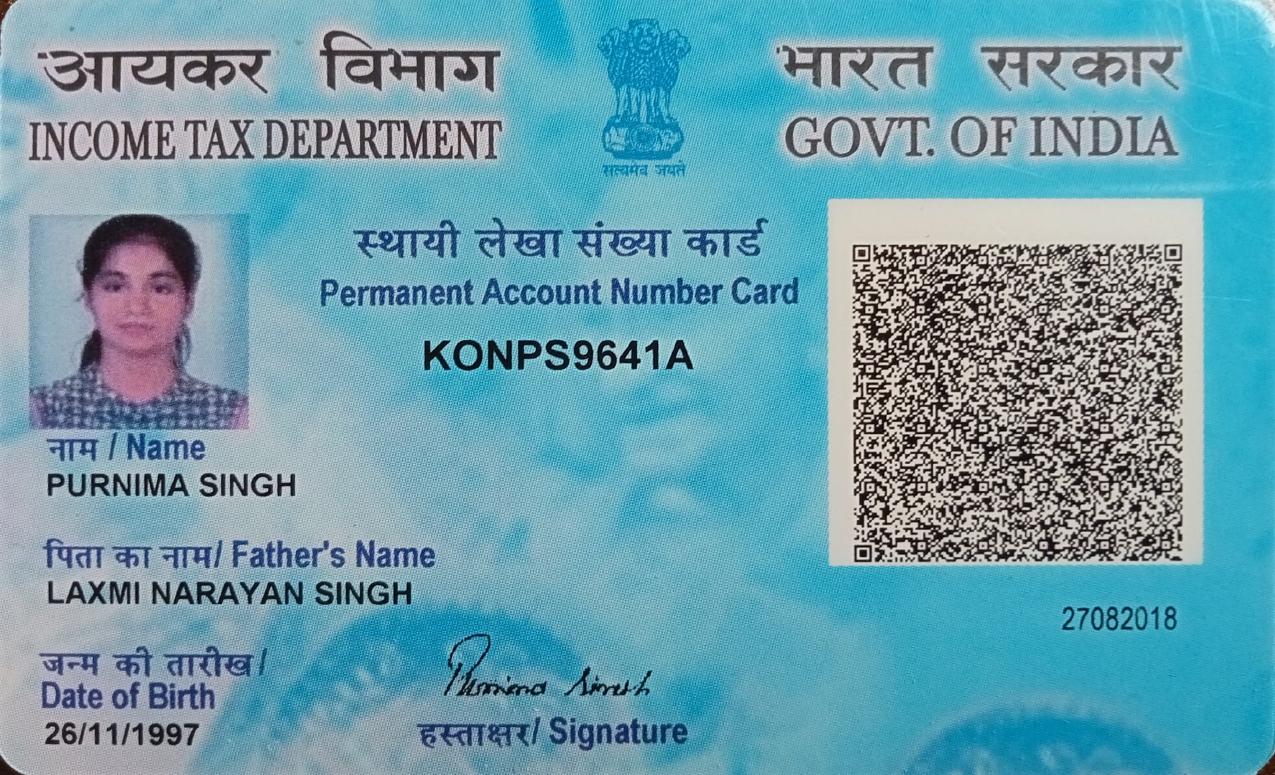 आयकर विभाग
INCOME TAX DEPARTMENT
सत्यमेव जयते
भारत सरकार
GOVT. OF INDIA
स्थायी लेखा संख्या कार्ड
Permanent Account Number Card
KONPS9641A
नाम / Name
PURNIMA SINGH
पिता का नाम/ Father's Name
LAXMI NARAYAN SINGH
27082018
जन्म की तारीख/
Date of Birth
26/11/1997
Purnima Singh
हस्ताक्षर/ Signature